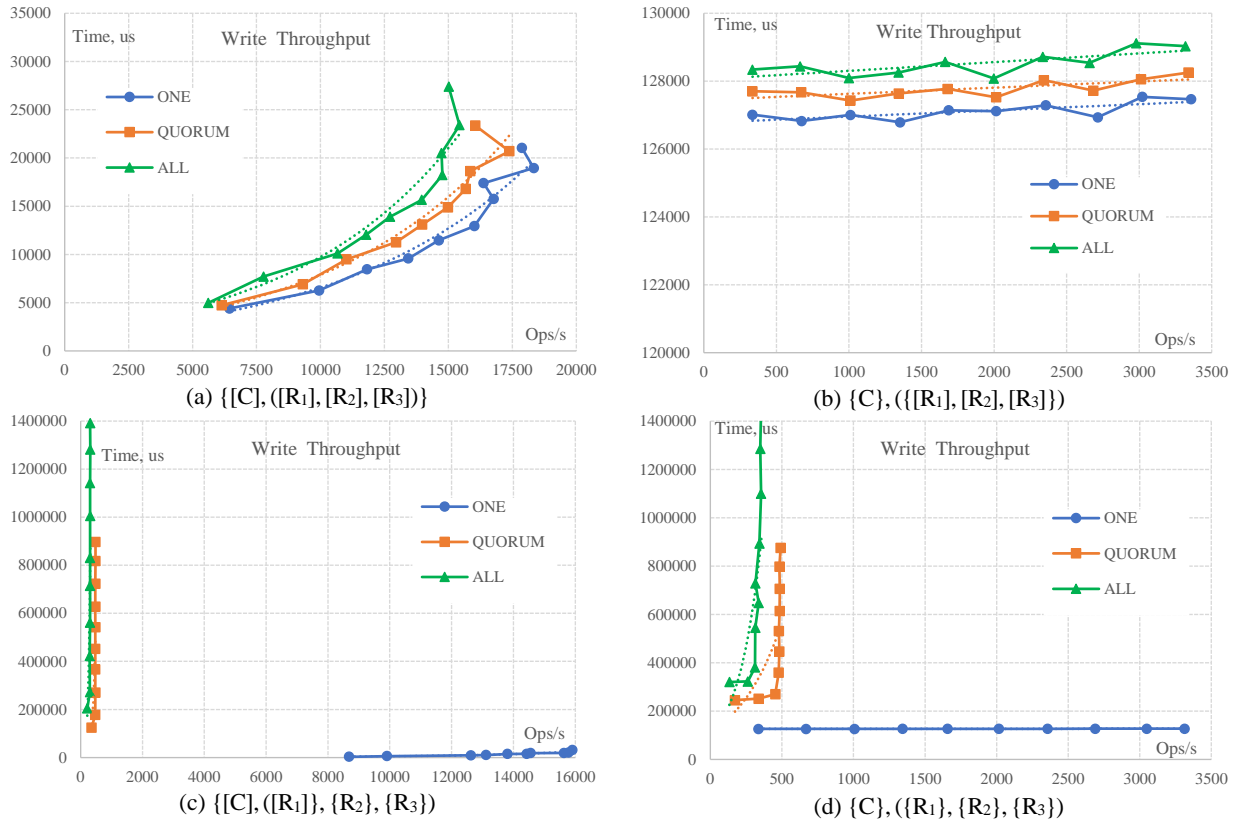 Time, us
Write Throughput
35000
30000
25000
20000
15000
10000
5000
0
ONE
QUORUM
ALL
Ops/s
0 2500 5000 7500 10000 12500 15000 17500 20000
(a) {[C], ([R1], [R2], [R3])}
Time, us
Write Throughput
130000
128000
126000
124000
122000
120000
ONE
QUORUM
ALL
Ops/s
0 500 1000 1500 2000 2500 3000 3500
(b) {C}, ({[R1], [R2], [R3]})
1400000
1200000
1000000
800000
600000
400000
200000
0
Time, us
Write Throughput
ONE
QUORUM
ALL
Ops/s
0 2000 4000 6000 8000 10000 12000 14000 16000
(c) {[C], ([R1]}, {R2}, {R3})
1400000
1200000
1000000
800000
600000
400000
200000
0
Time, us
Write Throughput
ONE
QUORUM
ALL
Ops/s
0 500 1000 1500 2000 2500 3000 3500
(d) {C}, ({R1}, {R2}, {R3})